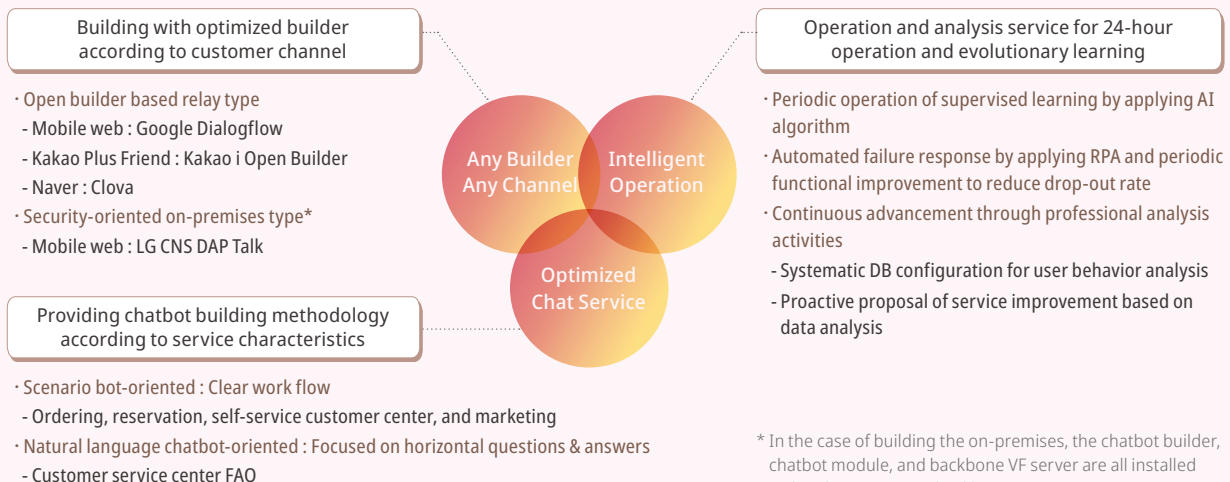 Building with optimized builder
according to customer channel
· Open builder based relay type
- Mobile web : Google Dialogflow
- Kakao Plus Friend : Kakao i Open Builder
- Naver : Clova
· Security-oriented on-premises type*
- Mobile web : LG CNS DAP Talk
Any Builder
Any Channel
Intelligent
Operation
Optimized
Chat Service
Operation and analysis service for 24-hour
operation and evolutionary learning
· Periodic operation of supervised learning by applying AI
algorithm
· Automated failure response by applying RPA and periodic
functional improvement to reduce drop-out rate
· Continuous advancement through professional analysis
activities
- Systematic DB configuration for user behavior analysis
- Proactive proposal of service improvement based on
data analysis
Providing chatbot building methodology
according to service characteristics
· Scenario bot-oriented : Clear work flow
- Ordering, reservation, self-service customer center, and marketing
· Natural language chatbot-oriented : Focused on horizontal questions & answers
- Customer service center FAQ
* In the case of building the on-premises, the chatbot builder,
chatbot module, and backbone VF server are all installed